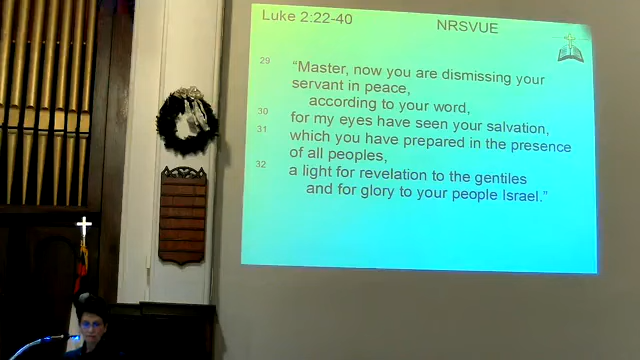 Luke 2:22-40
NRSVUE
29 “Master, now you are dismissing your
servant in peace,
according to your word,
30 for my eyes have seen your salvation,
31 which you have prepared in the presence
of all peoples,
32 a light for revelation to the gentiles
and for glory to your people Israel.”